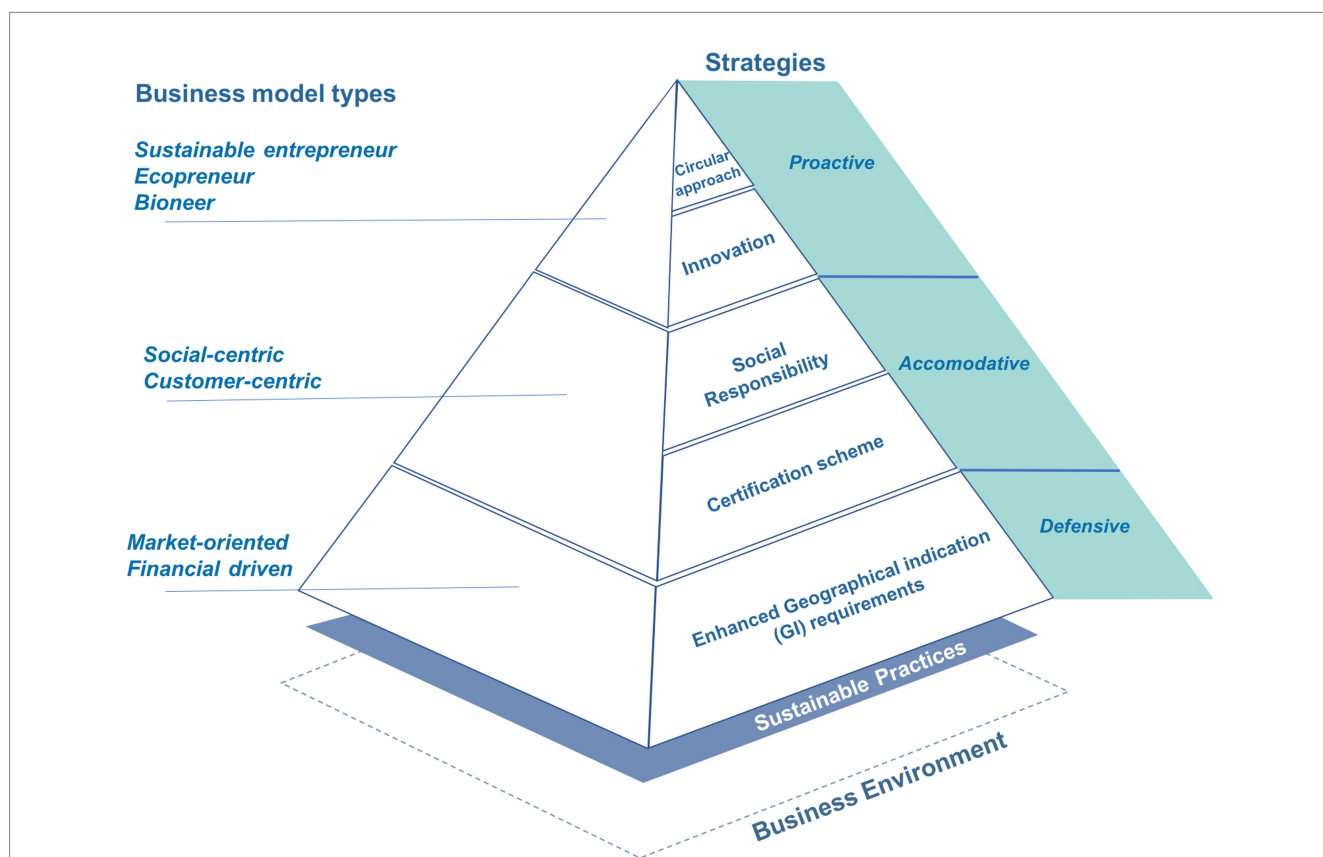 Strategies
Business model types
Sustainable entrepreneur
Ecopreneur
Bioneer
Circular
approach
Proactive
Innovation
Social-centric
Customer-centric
Social
Responsibility
Accomodative
Certification scheme
Market-oriented
Financial driven
Enhanced Geographical indication
(GI) requirements
Defensive
Sustainable Practices
Business Environment